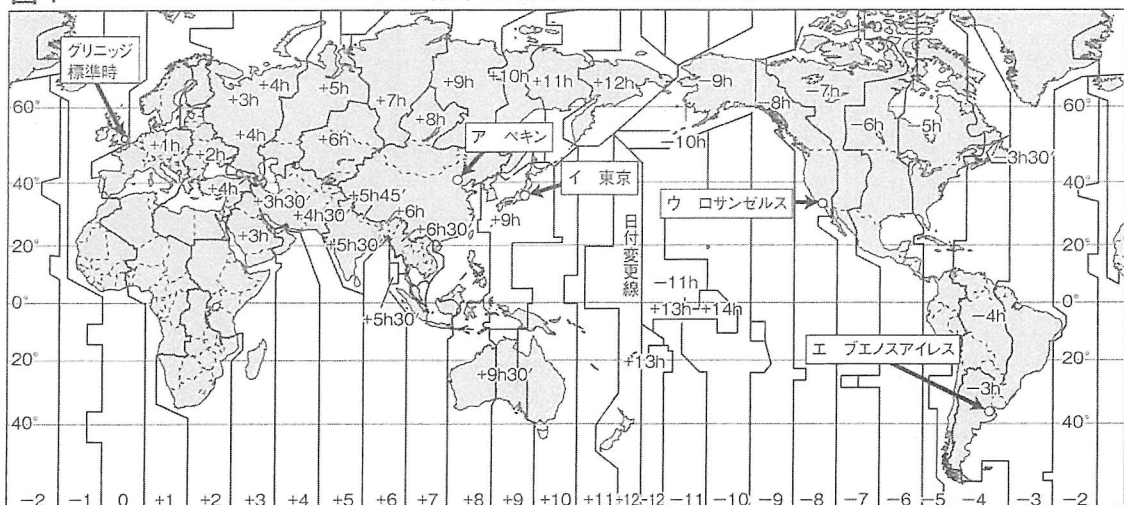 グリニッジ
標準時
+4h
+3h
+5h
+7h
+9h
+10h
+11h
+12h
−9h
−8h
−7h
−6h
−5h
−3h30′
−10h
60°
60°
+1h
+2h
+4h
+6h
+8h
ア ペキン
イ 東京
ウ ロサンゼルス
40°
40°
+4h
+3h30′
+4h30′
+5h45′
+6h
+6h30′
+9h
+3h
+5h30′
20°
20°
日付変更線
−11h
0°
0°
+5h30′
+13h
+14h
−4h
エ ブエノスアイレス
20°
20°
+9h30′
+13h
−3h
40°
40°
−2 −1 0 +1 +2 +3 +4 +5 +6 +7 +8 +9 +10 +11 +12 −12 −11 −10 −9 −8 −7 −6 −5 −4 −3 −2